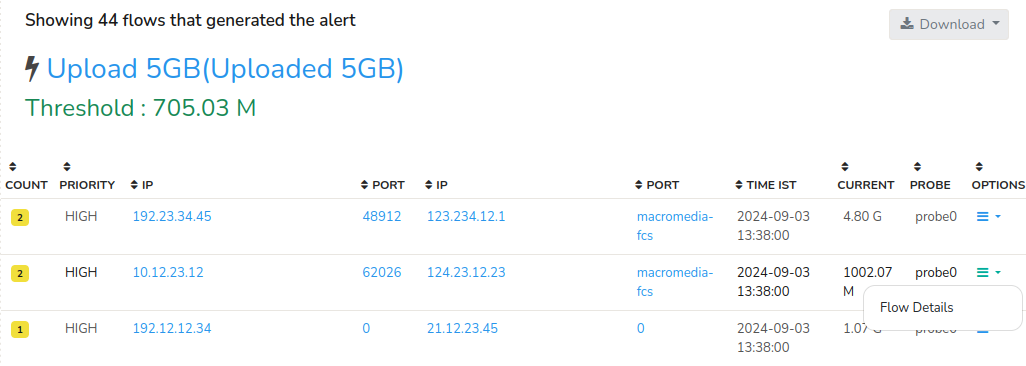 Showing 44 flows that generated the alert
Download
Upload 5GB(Uploaded 5GB)
Threshold : 705.03 M
COUNT PRIORITY IP PORT IP PORT TIME IST CURRENT PROBE OPTIONS
2 HIGH 192.23.34.45 48912 123.234.12.1 macromedia- 2024-09-03 4.80 G probe0
fcs 13:38:00
2 HIGH 10.12.23.12 62026 124.23.12.23 macromedia- 2024-09-03 1002.07 probe0
fcs 13:38:00 M
Flow Details
1 HIGH 192.12.12.34 0 21.12.23.45 0 2024-09-03 1.07 G probe0
13:38:00